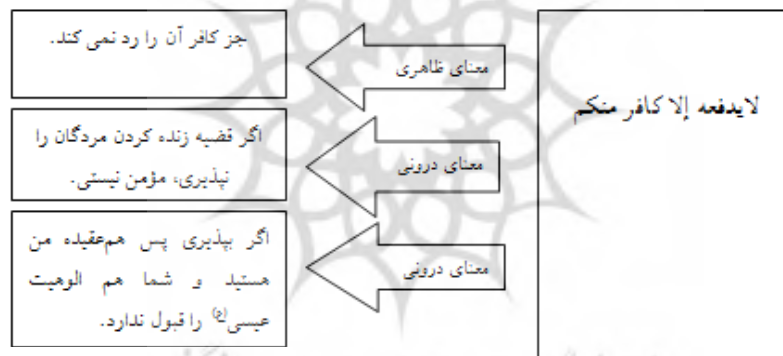 لایدفعه إلا کافر منکم
معنای ظاهری
جز کافر آن را رد نمی کند.
معنای درونی
اگر قضیه زنده کردن مردگان را
نپذیری، مؤمن نیستی.
معنای درونی
اگر بپذیری پس هم‌عقیده من
هستید و شما هم الوهیت
عیسی(ع) را قبول ندارد.